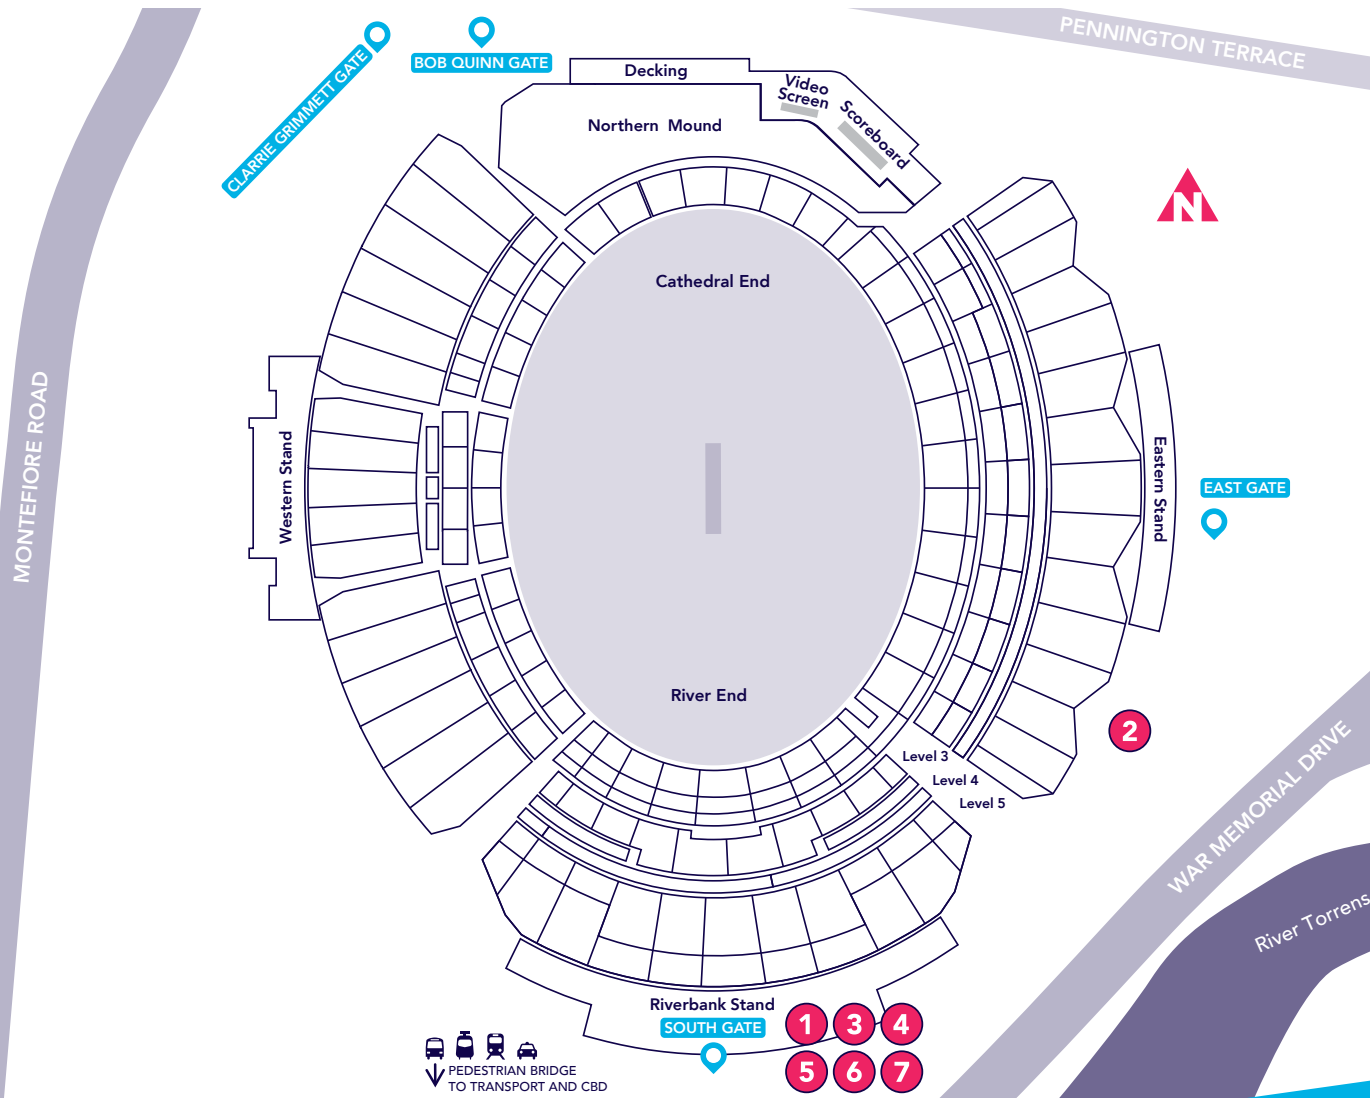 PENNINGTON TERRACE
CLARRIE GRIMMETT GATE
BOB QUINN GATE
Decking
Video
Screen
Scoreboard
Northern Mound
N
Cathedral End
MONTEFIORE ROAD
Western Stand
Eastern Stand
EAST GATE
River End
2
Level 3
Level 4
Level 5
WAR MEMORIAL DRIVE
River Torrens
Riverbank Stand
SOUTH GATE
1 3 4
5 6 7
PEDESTRIAN BRIDGE
TO TRANSPORT AND CBD